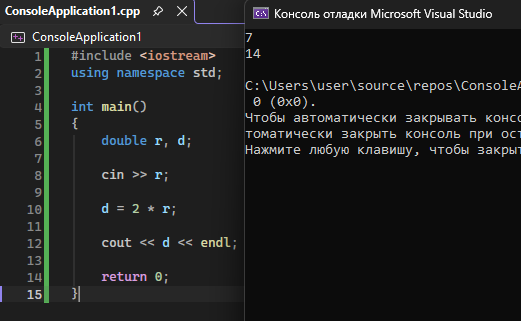 ConsoleApplication1.cpp
ConsoleApplication1
1 #include <iostream>
2 using namespace std;
3
4 int main()
5 {
6 double r, d;
7
8 cin >> r;
9
10 d = 2 * r;
11
12 cout << d << endl;
13
14 return 0;
15 }
C:\ Консоль отладки Microsoft Visual Studio
7
14
C:\Users\user\source\repos\ConsoleA
0 (0x0).
Чтобы автоматически закрывать консо
томатически закрыть консоль при ост
Нажмите любую клавишу, чтобы закрыт